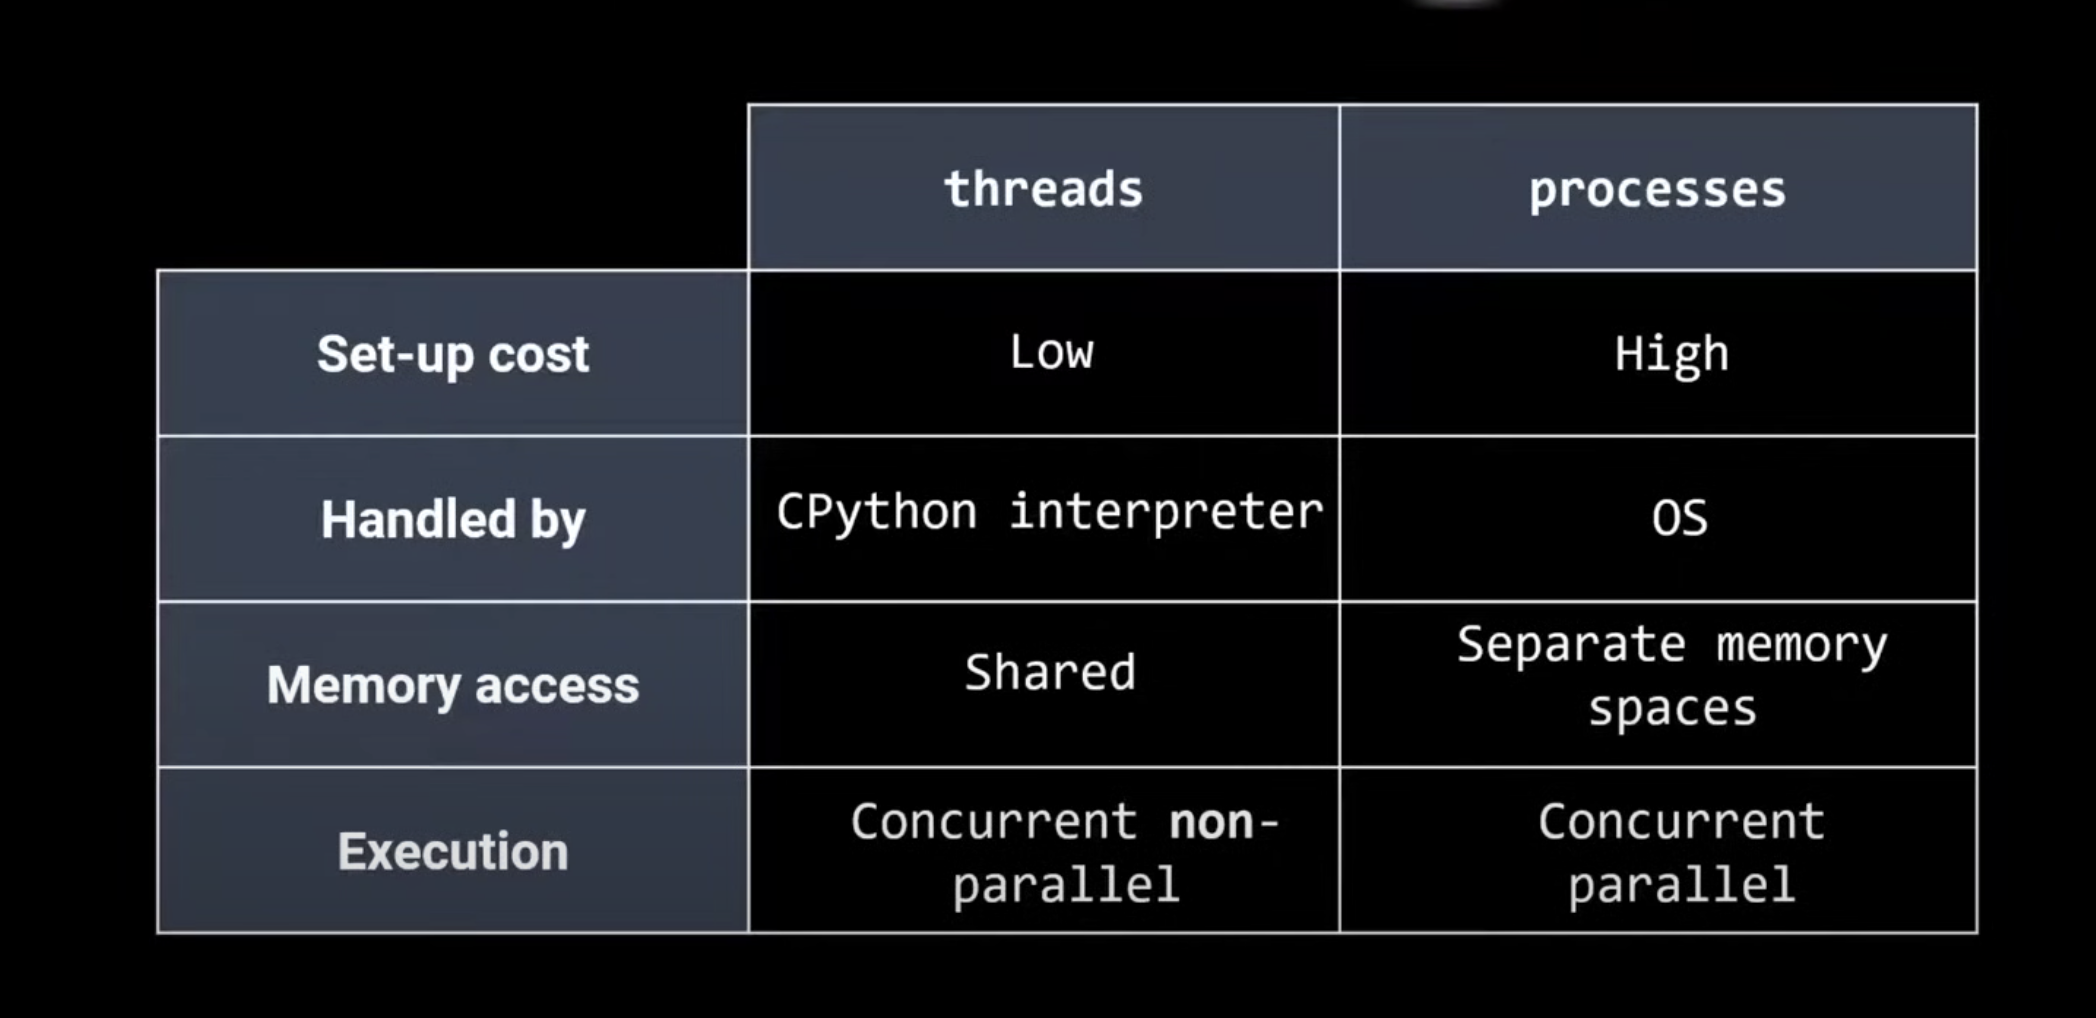 threads processes
Set-up cost Low High
Handled by CPython interpreter OS
Memory access Shared Separate memory
spaces
Execution Concurrent non-
parallel Concurrent
parallel